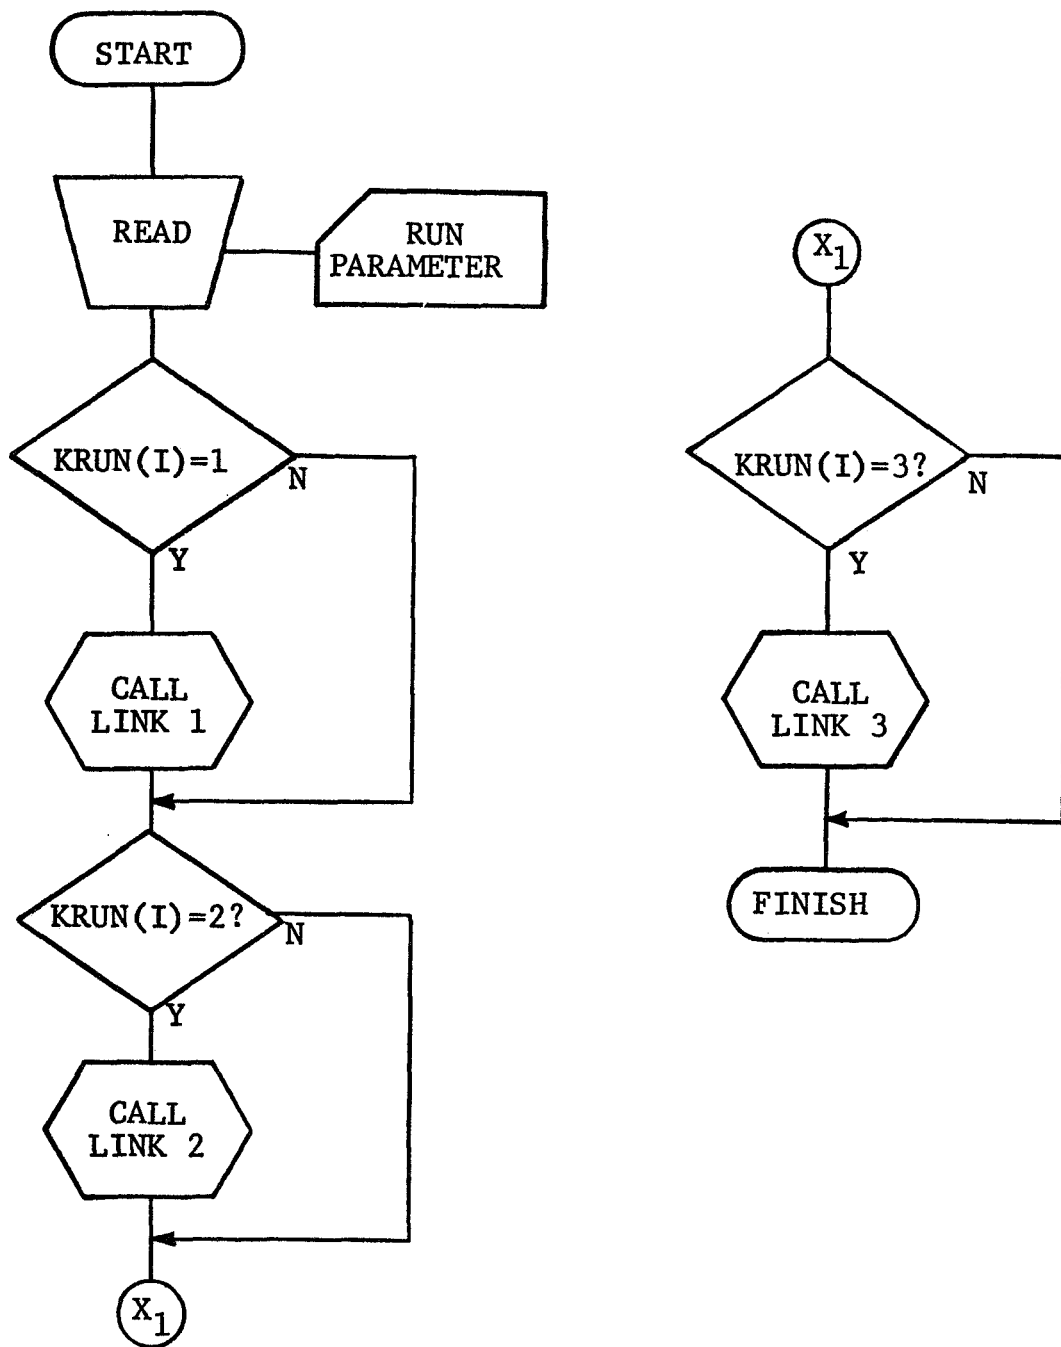 START
READ
RUN
PARAMETER
KRUN(I)=1
N
Y
CALL
LINK 1
KRUN(I)=2?
N
Y
CALL
LINK 2
X1
X1
KRUN(I)=3?
N
Y
CALL
LINK 3
FINISH